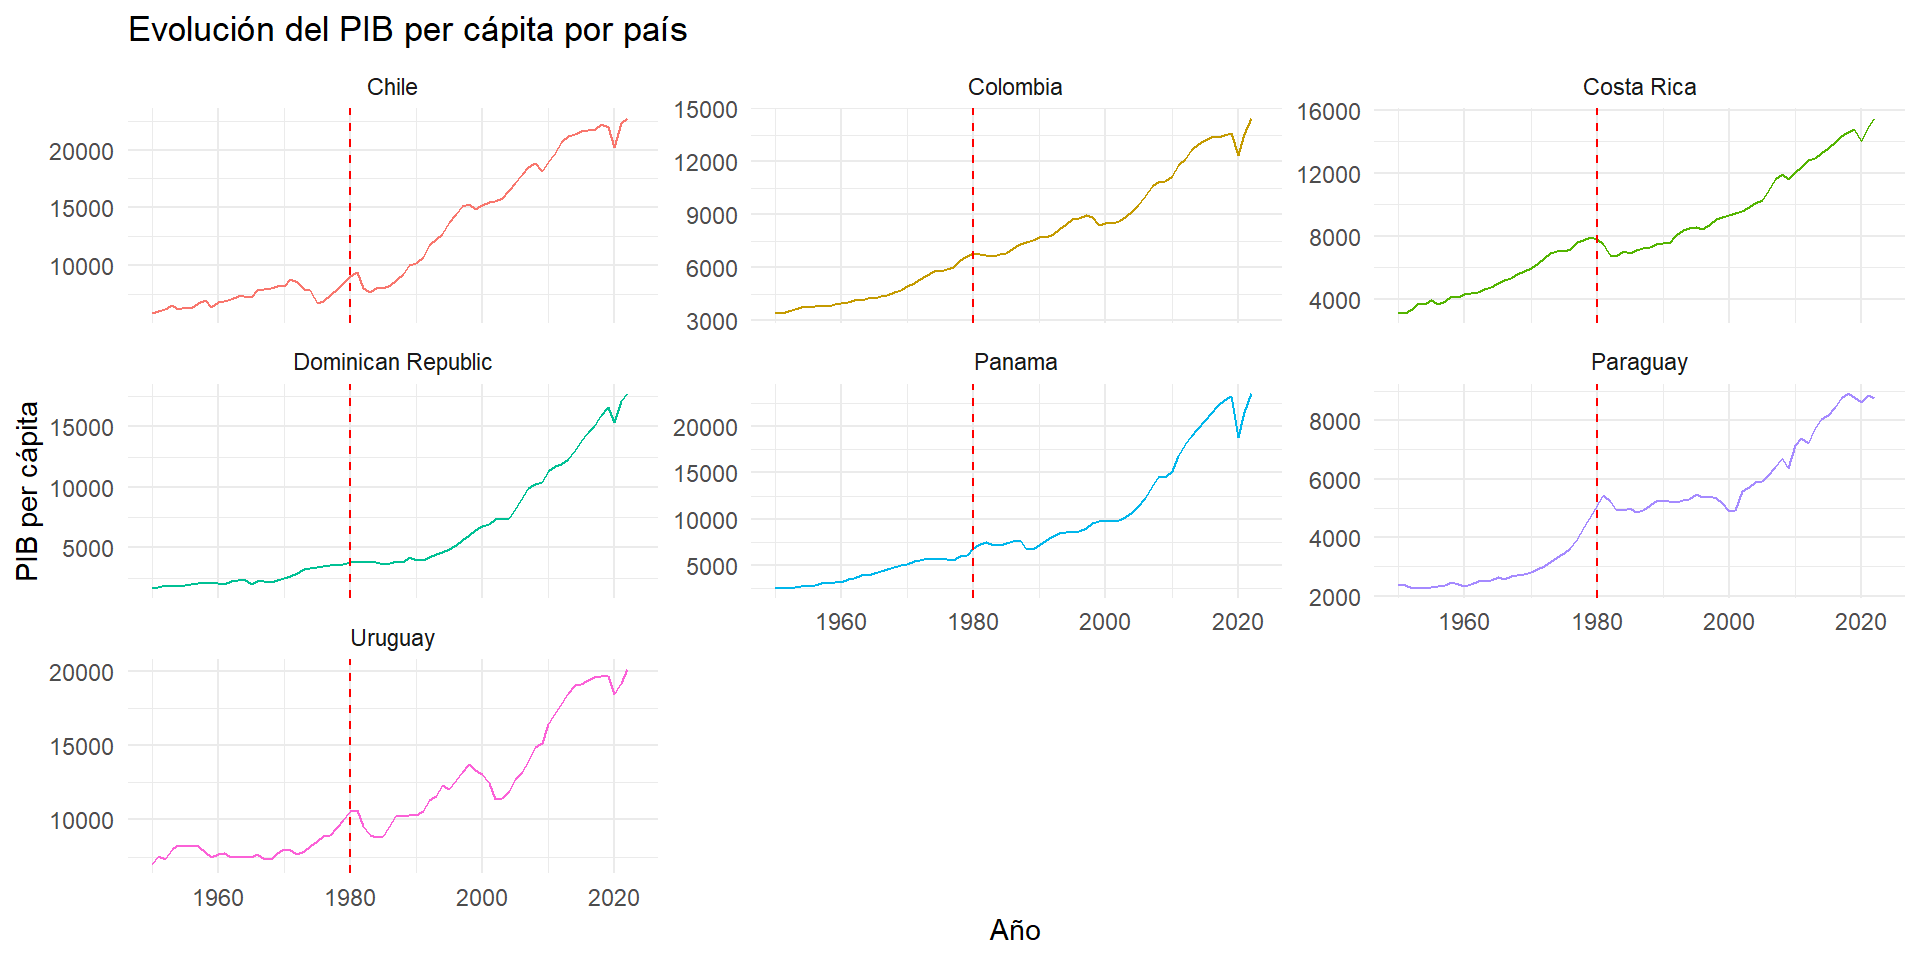 Evolución del PIB per cápita por país
Chile
Colombia
Costa Rica
20000
15000
10000
15000
12000
9000
6000
3000
16000
12000
8000
4000
Dominican Republic
Panama
Paraguay
PIB per cápita
15000
10000
5000
20000
15000
10000
5000
8000
6000
4000
2000
1960 1980 2000 2020
1960 1980 2000 2020
Uruguay
20000
15000
10000
1960 1980 2000 2020
Año